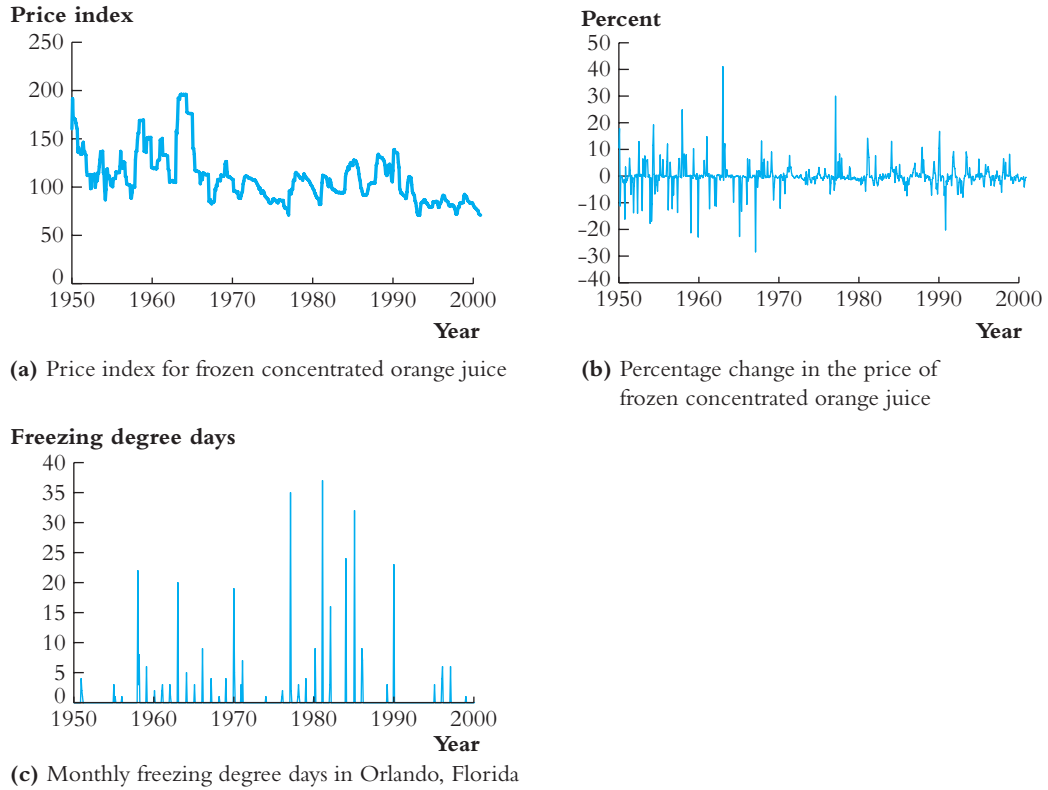 Price index
250
200
150
100
50
0
1950 1960 1970 1980 1990 2000
Year
(a) Price index for frozen concentrated orange juice
Percent
50
40
30
20
10
0
–10
–20
–30
–40
1950 1960 1970 1980 1990 2000
Year
(b) Percentage change in the price of
frozen concentrated orange juice
Freezing degree days
40
35
30
25
20
15
10
5
0
1950 1960 1970 1980 1990 2000
Year
(c) Monthly freezing degree days in Orlando, Florida